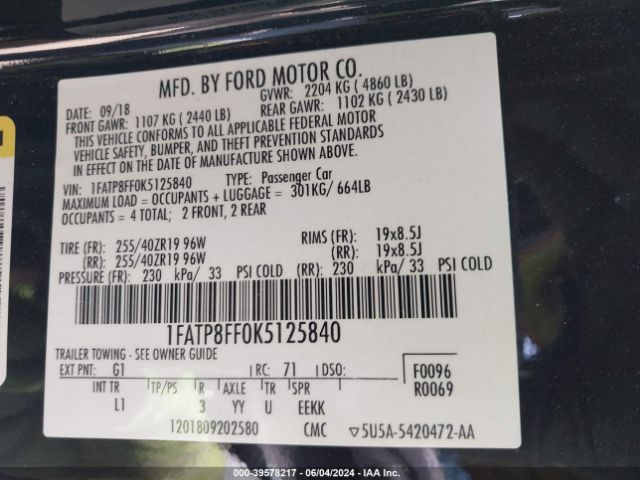 MFD. BY FORD MOTOR CO.
DATE: 09/18 GVWR: 2204 KG ( 4860 LB)
FRONT GAWR: 1107 KG ( 2440 LB) REAR GAWR: 1102 KG ( 2430 LB)
THIS VEHICLE CONFORMS TO ALL APPLICABLE FEDERAL MOTOR
VEHICLE SAFETY, BUMPER, AND THEFT PREVENTION STANDARDS
IN EFFECT ON THE DATE OF MANUFACTURE SHOWN ABOVE.
VIN: 1FATP8FF0K5125840 TYPE: Passenger Car
MAXIMUM LOAD = OCCUPANTS + LUGGAGE = 301KG/ 664LB
OCCUPANTS = 4 TOTAL; 2 FRONT, 2 REAR
TIRE (FR): 255/40ZR19 96W RIMS (FR): 19x8.5J
(RR): 255/40ZR19 96W (RR): 19x8.5J
PRESSURE (FR): 230 kPa/ 33 PSI COLD (RR): 230 kPa/ 33 PSI COLD
1FATP8FF0K5125840
TRAILER TOWING - SEE OWNER GUIDE
EXT PNT: G1 RC: 71 DSO: F0096
INT TR TP/PS R AXLE TR SPR R0069
L1 3 YY U EEKK
1201809202580 CMC ▽5U5A-5420472-AA
000-39578217 - 06/04/2024 - IAA Inc.